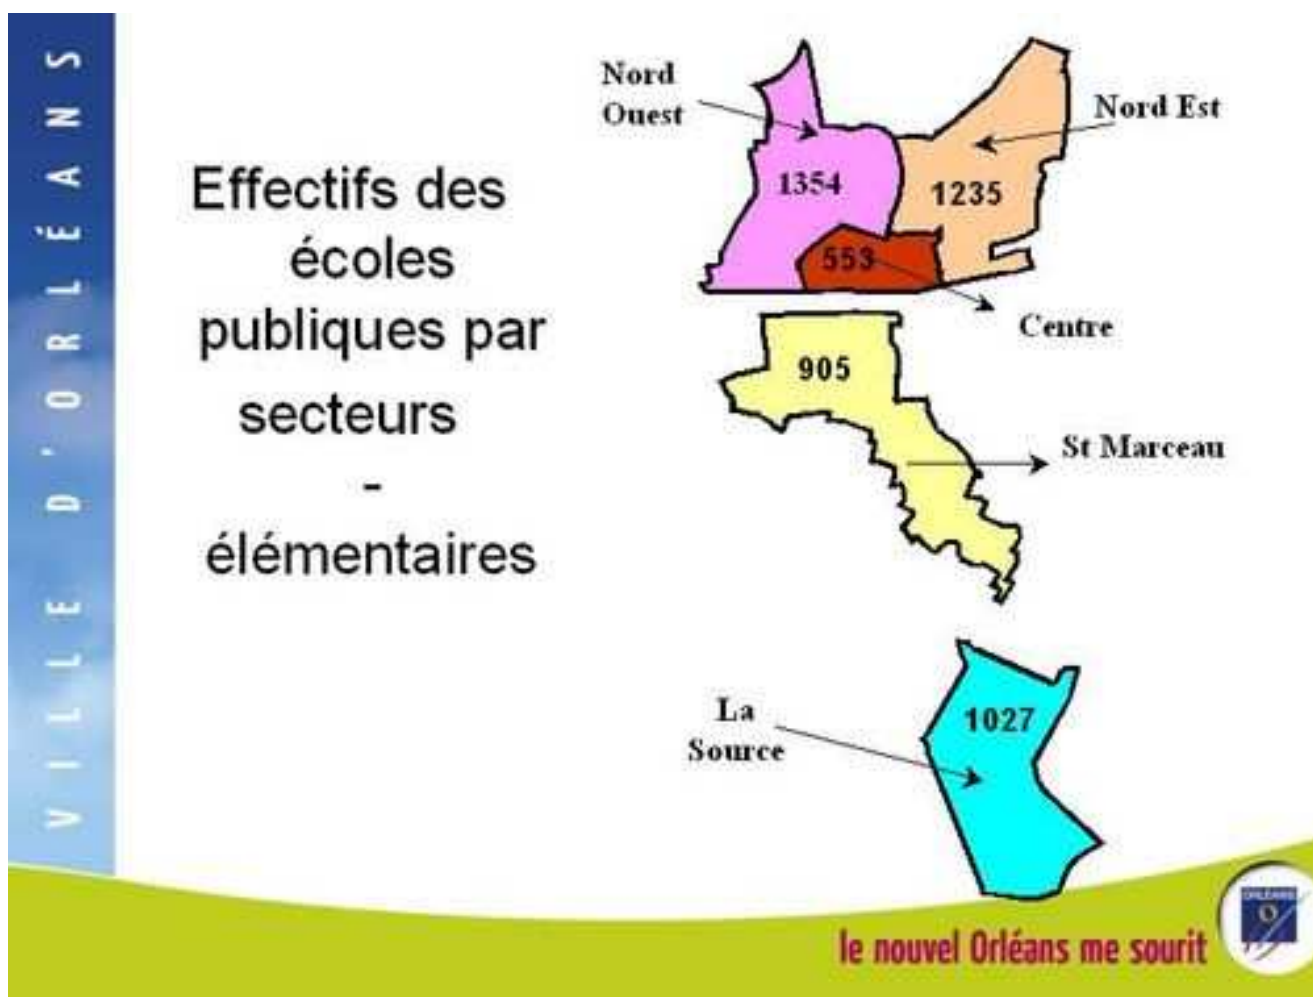 VILLE D'ORLÉANS
Effectifs des
écoles
publiques par
secteurs
-
élémentaires
Nord
Ouest
Nord Est
1354
1235
553
Centre
905
St Marceau
La
Source
1027
le nouvel Orléans me sourit
ORLÉANS